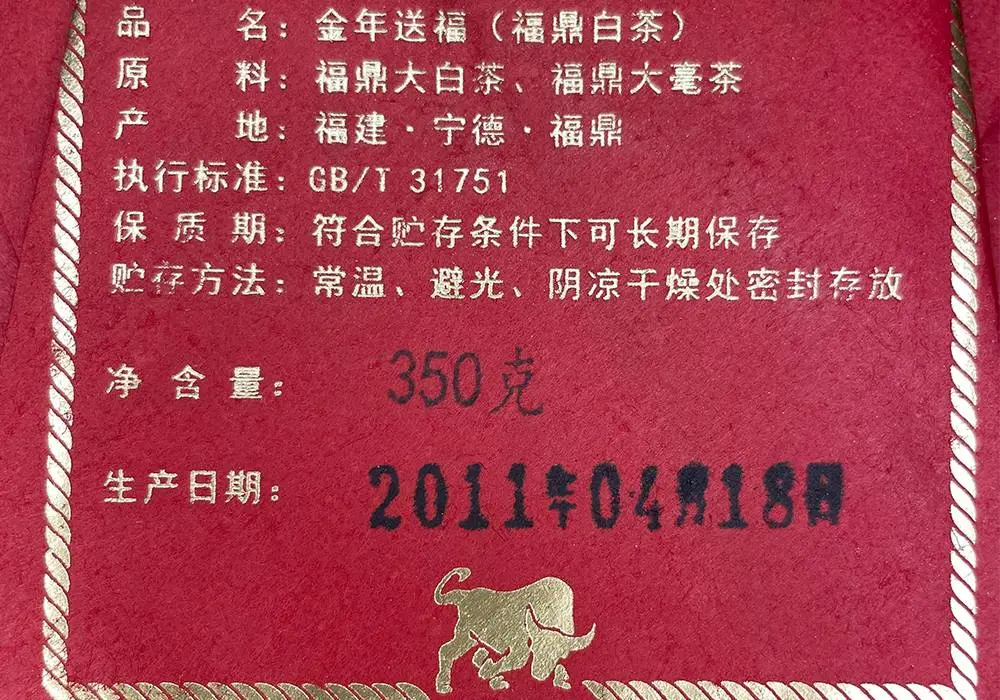 品名：金年送福（福鼎白茶）
原料：福鼎大白茶、福鼎大毫茶
产地：福建·宁德·福鼎
执行标准：GB/T 31751
保质期：符合贮存条件下可长期保存
贮存方法：常温、避光、阴凉干燥处密封存放
净含量：350克
生产日期：2011年04月18日